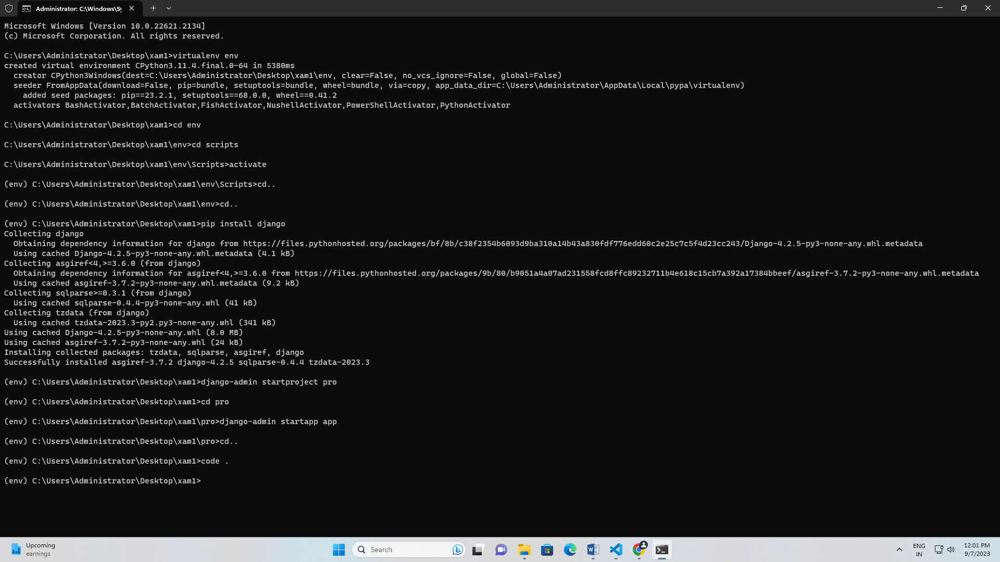 Administrator: C:\Windows\Sy
Microsoft Windows [Version 10.0.22621.2134]
(c) Microsoft Corporation. All rights reserved.
C:\Users\Administrator\Desktop\xam1>virtualenv env
created virtual environment CPython3.11.4.final.0-64 in 5380ms
  creator CPython3Windows(dest=C:\Users\Administrator\Desktop\xam1\env, clear=False, no_vcs_ignore=False, global=False)
  seeder FromAppData(download=False, pip=bundle, setuptools=bundle, wheel=bundle, via=copy, app_data_dir=C:\Users\Administrator\AppData\Local\pypa\virtualenv)
    added seed packages: pip==23.2.1, setuptools==68.0.0, wheel==0.41.2
  activators BashActivator,BatchActivator,FishActivator,NushellActivator,PowerShellActivator,PythonActivator
C:\Users\Administrator\Desktop\xam1>cd env
C:\Users\Administrator\Desktop\xam1\env>cd scripts
C:\Users\Administrator\Desktop\xam1\env\Scripts>activate
(env) C:\Users\Administrator\Desktop\xam1\env\Scripts>cd..
(env) C:\Users\Administrator\Desktop\xam1\env>cd..
(env) C:\Users\Administrator\Desktop\xam1>pip install django
Collecting django
  Obtaining dependency information for django from https://files.pythonhosted.org/packages/bf/8b/c38f2354b6093d9ba310a14b43a830fdf776edd60c2e25c7c5f4d23cc243/Django-4.2.5-py3-none-any.whl.metadata
  Using cached Django-4.2.5-py3-none-any.whl.metadata (4.1 kB)
Collecting asgiref<4,>=3.6.0 (from django)
  Obtaining dependency information for asgiref<4,>=3.6.0 from https://files.pythonhosted.org/packages/9b/80/b9051a4a07ad231558fcd8ffc89232711b4e618c15cb7a392a17384bbeef/asgiref-3.7.2-py3-none-any.whl.metadata
  Using cached asgiref-3.7.2-py3-none-any.whl.metadata (9.2 kB)
Collecting sqlparse>=0.3.1 (from django)
  Using cached sqlparse-0.4.4-py3-none-any.whl (41 kB)
Collecting tzdata (from django)
  Using cached tzdata-2023.3-py2.py3-none-any.whl (341 kB)
Using cached Django-4.2.5-py3-none-any.whl (8.0 MB)
Using cached asgiref-3.7.2-py3-none-any.whl (24 kB)
Installing collected packages: tzdata, sqlparse, asgiref, django
Successfully installed asgiref-3.7.2 django-4.2.5 sqlparse-0.4.4 tzdata-2023.3
(env) C:\Users\Administrator\Desktop\xam1>django-admin startproject pro
(env) C:\Users\Administrator\Desktop\xam1>cd pro
(env) C:\Users\Administrator\Desktop\xam1\pro>django-admin startapp app
(env) C:\Users\Administrator\Desktop\xam1\pro>cd..
(env) C:\Users\Administrator\Desktop\xam1>code .
(env) C:\Users\Administrator\Desktop\xam1>
Upcoming
earnings
Search
ENG
IN
12:01 PM
9/7/2023